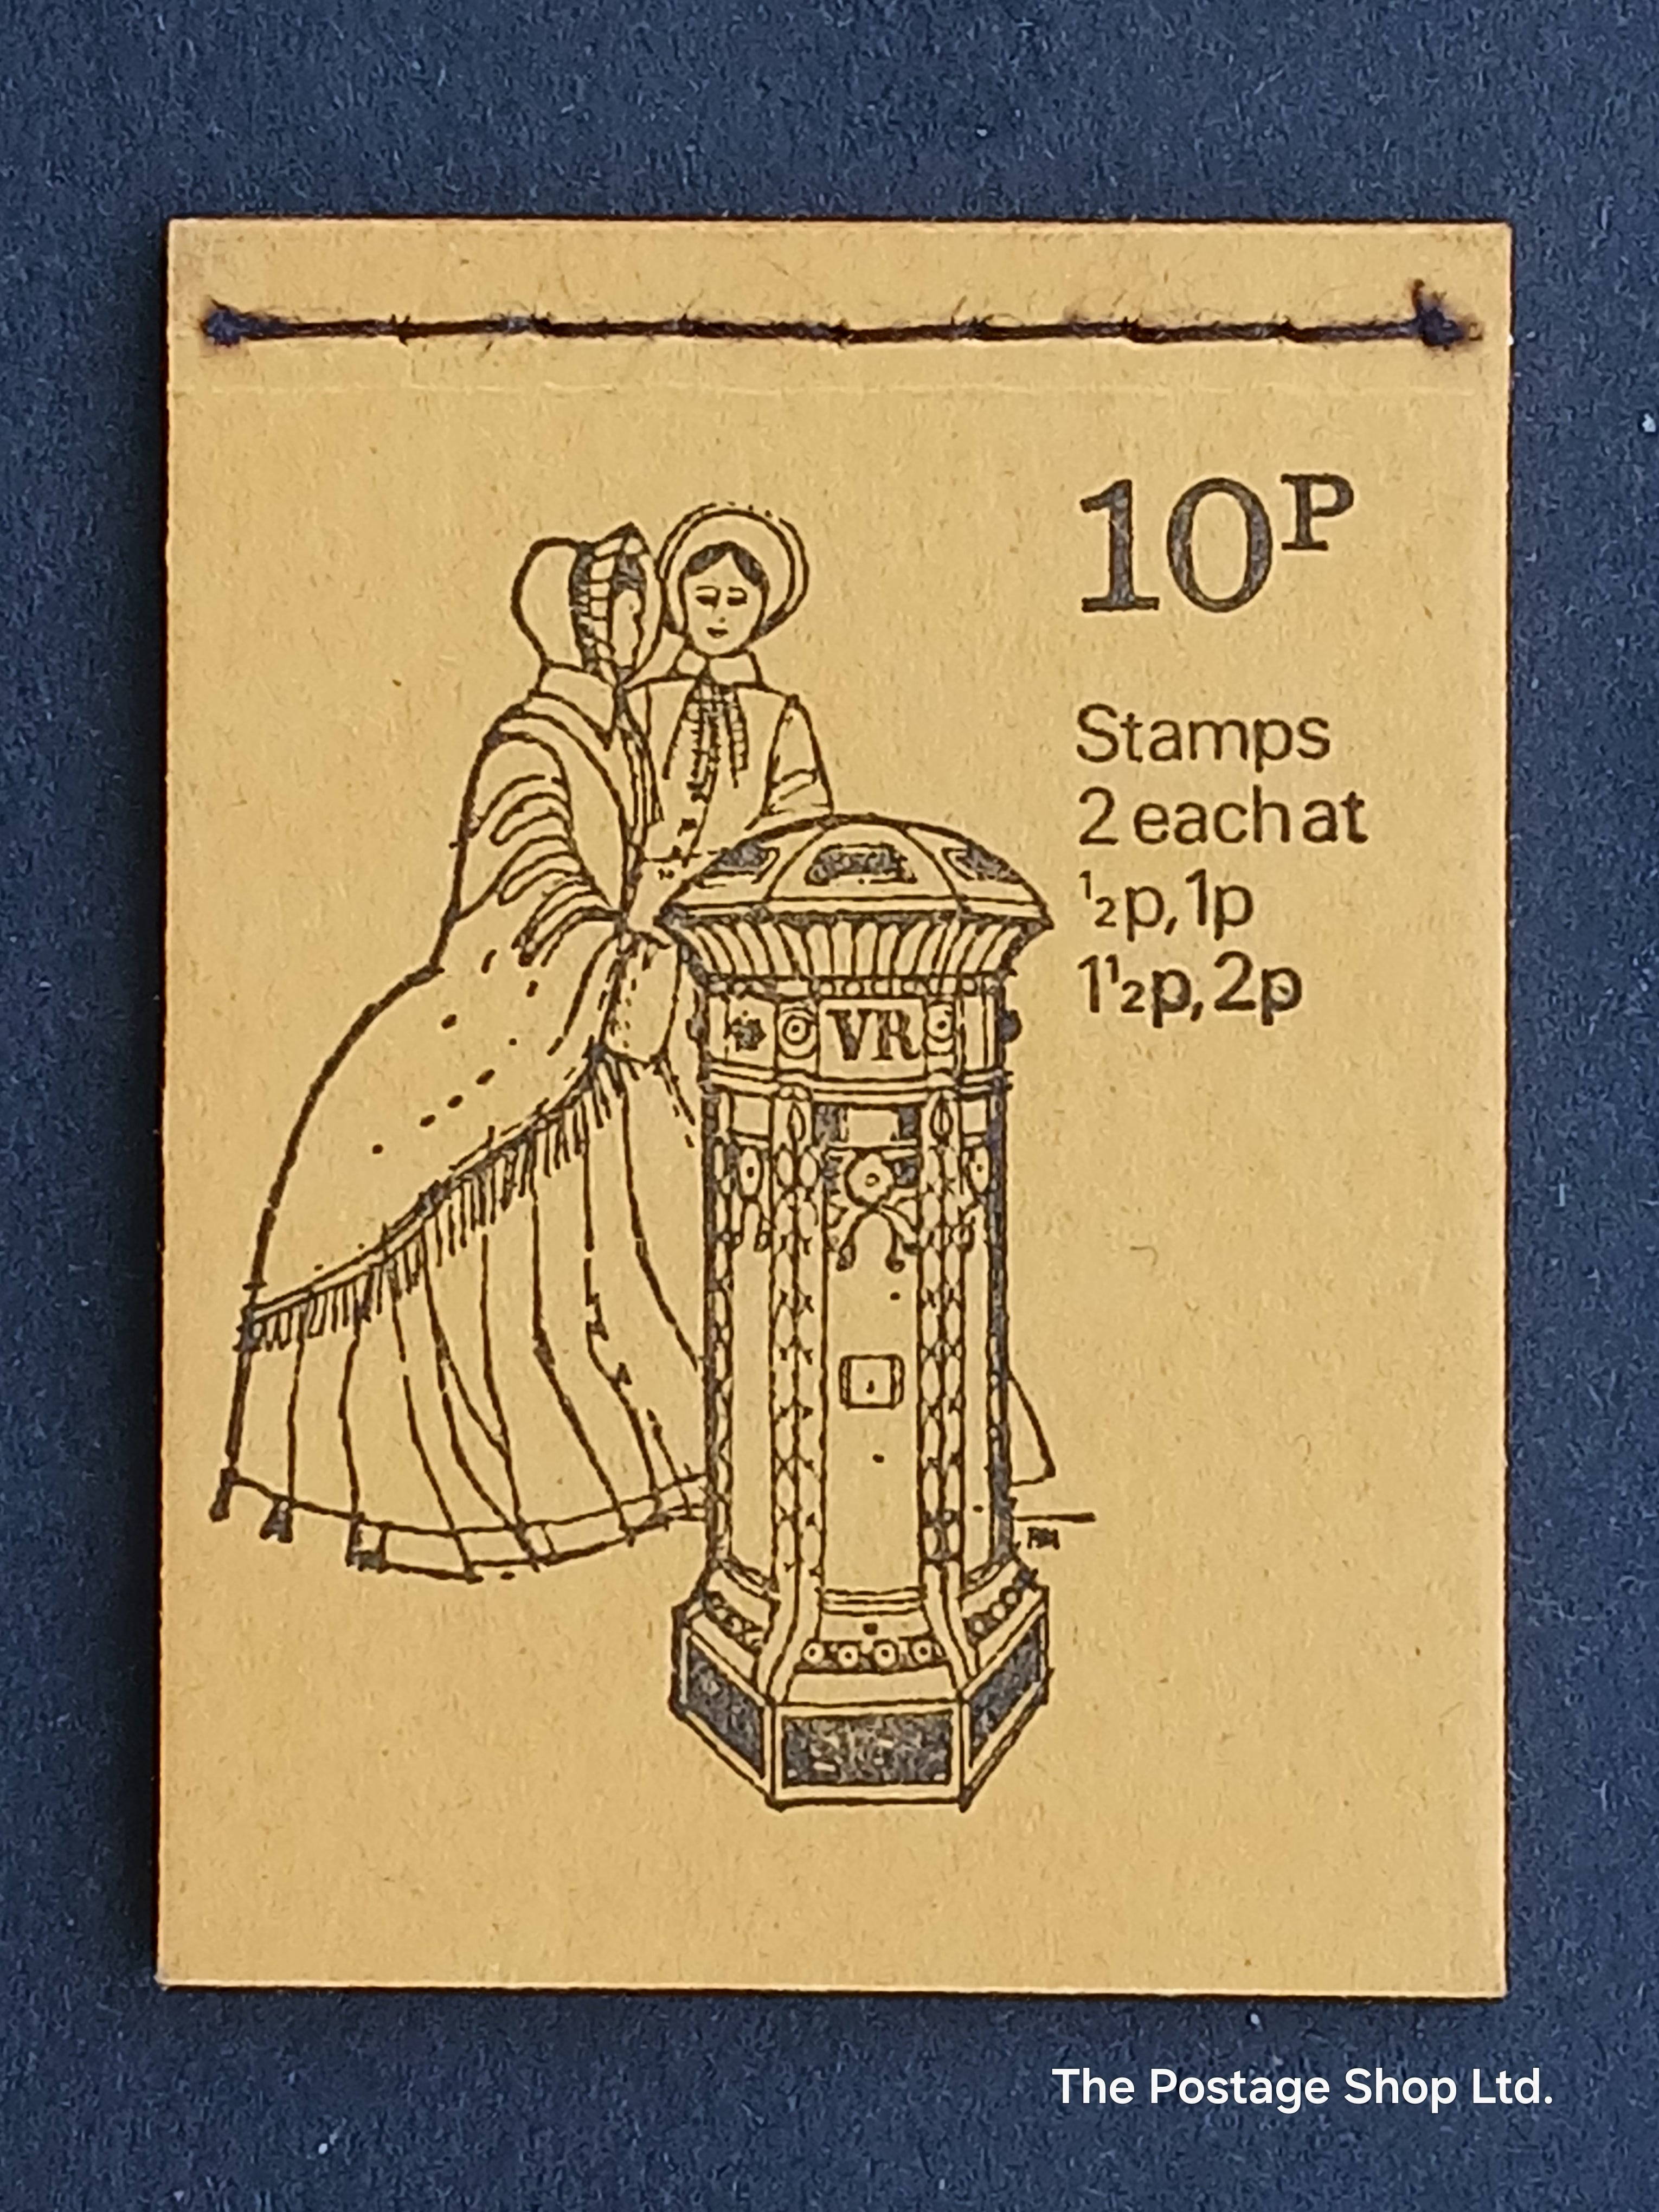 10P
Stamps
2 each at
½p, 1p
1½p, 2p
VR
The Postage Shop Ltd.